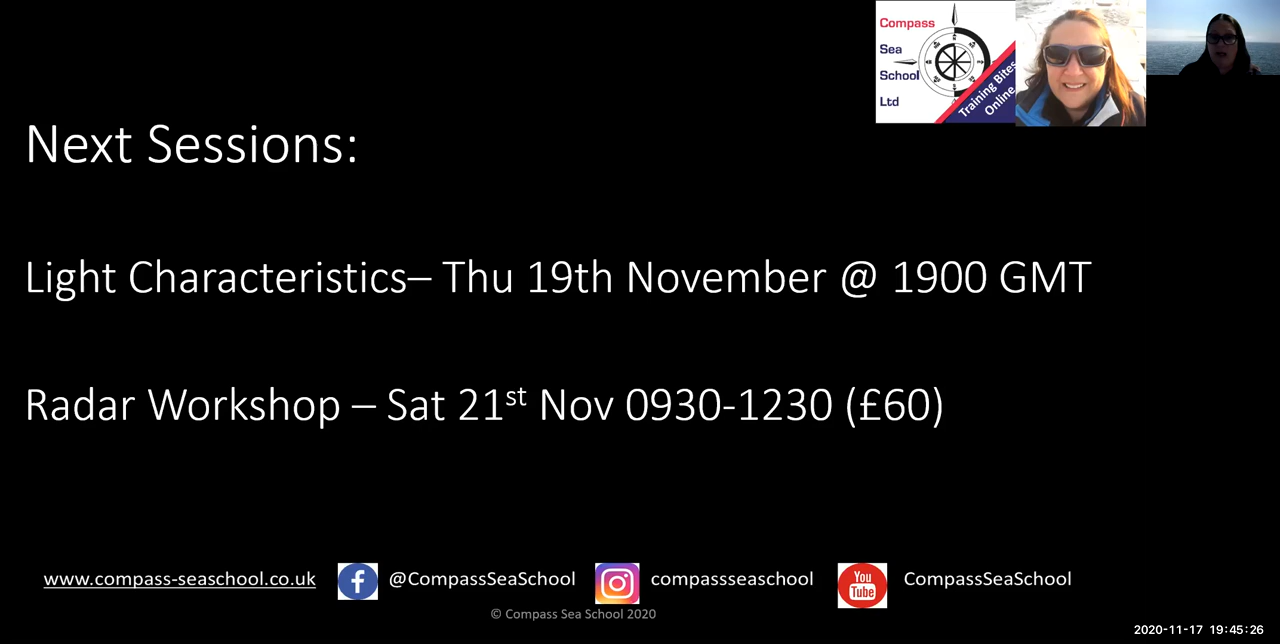 Compass
Sea
School
Ltd
Training Bites
Online
Next Sessions:
Light Characteristics– Thu 19th November @ 1900 GMT
Radar Workshop – Sat 21st Nov 0930-1230 (£60)
www.compass-seaschool.co.uk
@CompassSeaSchool
compassseaschool
You
Tube
CompassSeaSchool
© Compass Sea School 2020
2020-11-17 19:45:26